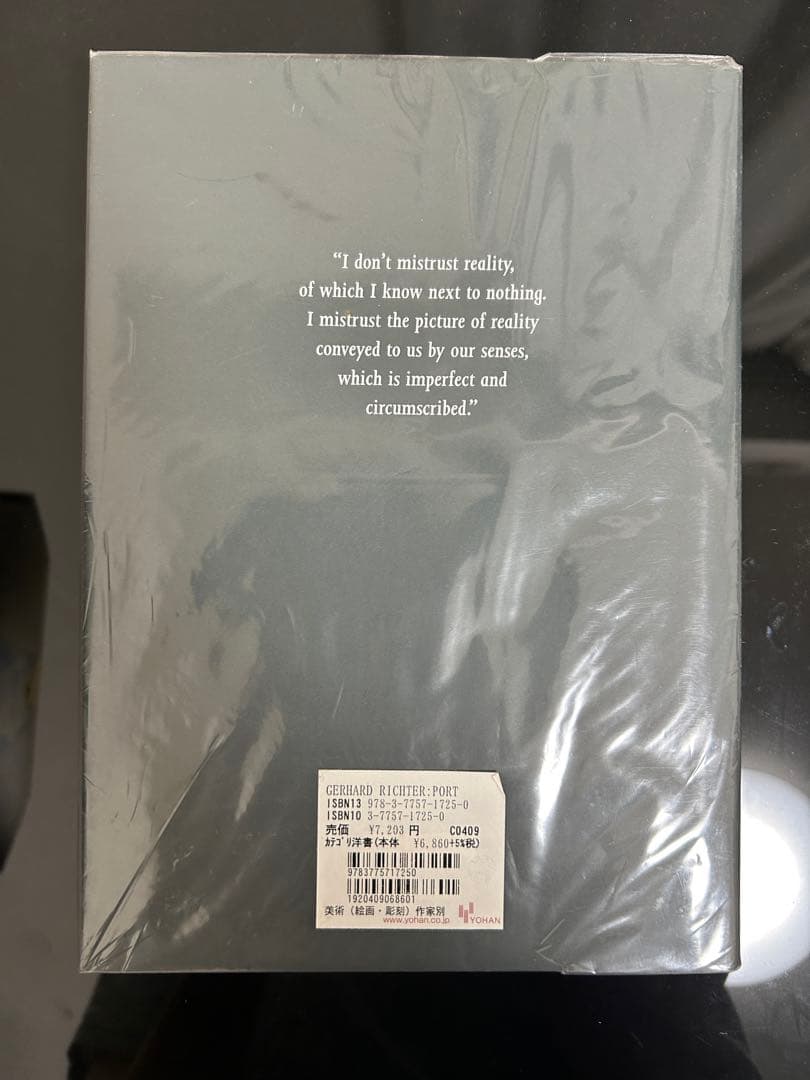 “I don’t mistrust reality,
of which I know next to nothing.
I mistrust the picture of reality
conveyed to us by our senses,
which is imperfect and
circumscribed.”
GERHARD RICHTER:PORT
ISBN13 978-3-7757-1725-0
ISBN10 3-7757-1725-0
売価 ¥7,203 円 C0409
ｶﾃｺﾞﾘ洋書(本体 ¥6,860+5%税)
9783775717250
1920409068601
美術（絵画・彫刻）作家別
www.yohan.co.jp YOHAN